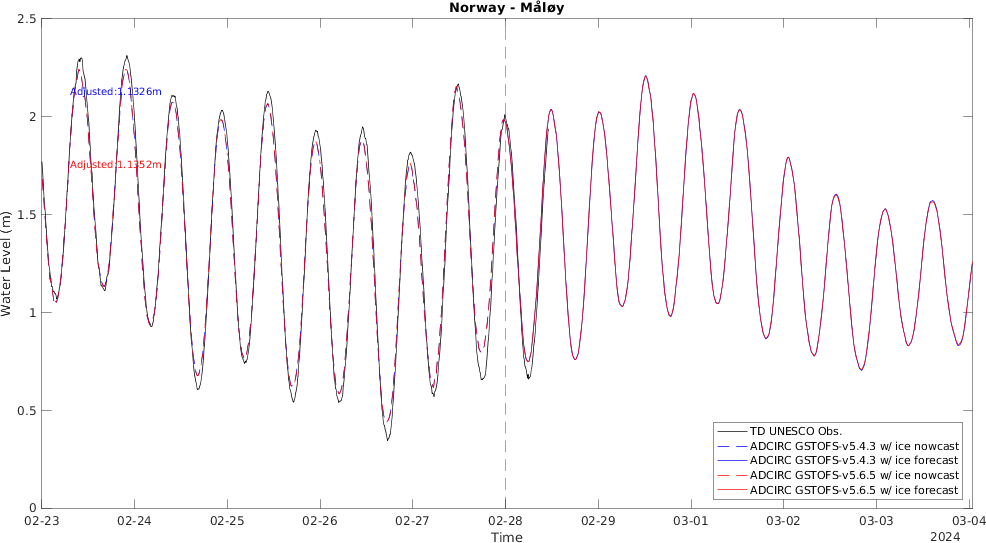 Norway - Måløy
2.5
2
1.5
1
0.5
0
Water Level (m)
Adjusted:1.1326m
Adjusted:1.1352m
TD UNESCO Obs.
ADCIRC GSTOFS-v5.4.3 w/ ice nowcast
ADCIRC GSTOFS-v5.4.3 w/ ice forecast
ADCIRC GSTOFS-v5.6.5 w/ ice nowcast
ADCIRC GSTOFS-v5.6.5 w/ ice forecast
02-23 02-24 02-25 02-26 02-27 02-28 02-29 03-01 03-02 03-03 03-04
Time
2024